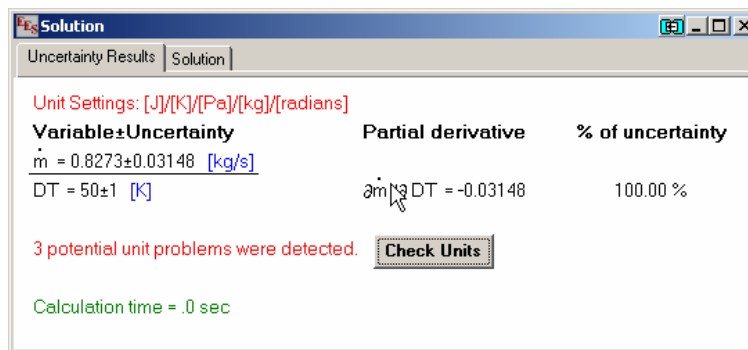 EES Solution
Uncertainty Results Solution
Unit Settings: [J]/[K]/[Pa]/[kg]/[radians]
Variable±Uncertainty Partial derivative % of uncertainty
ṁ = 0.8273±0.03148 [kg/s]
DT = 50±1 [K] ∂ṁ ∂ DT = -0.03148 100.00 %
3 potential unit problems were detected. Check Units
Calculation time = .0 sec